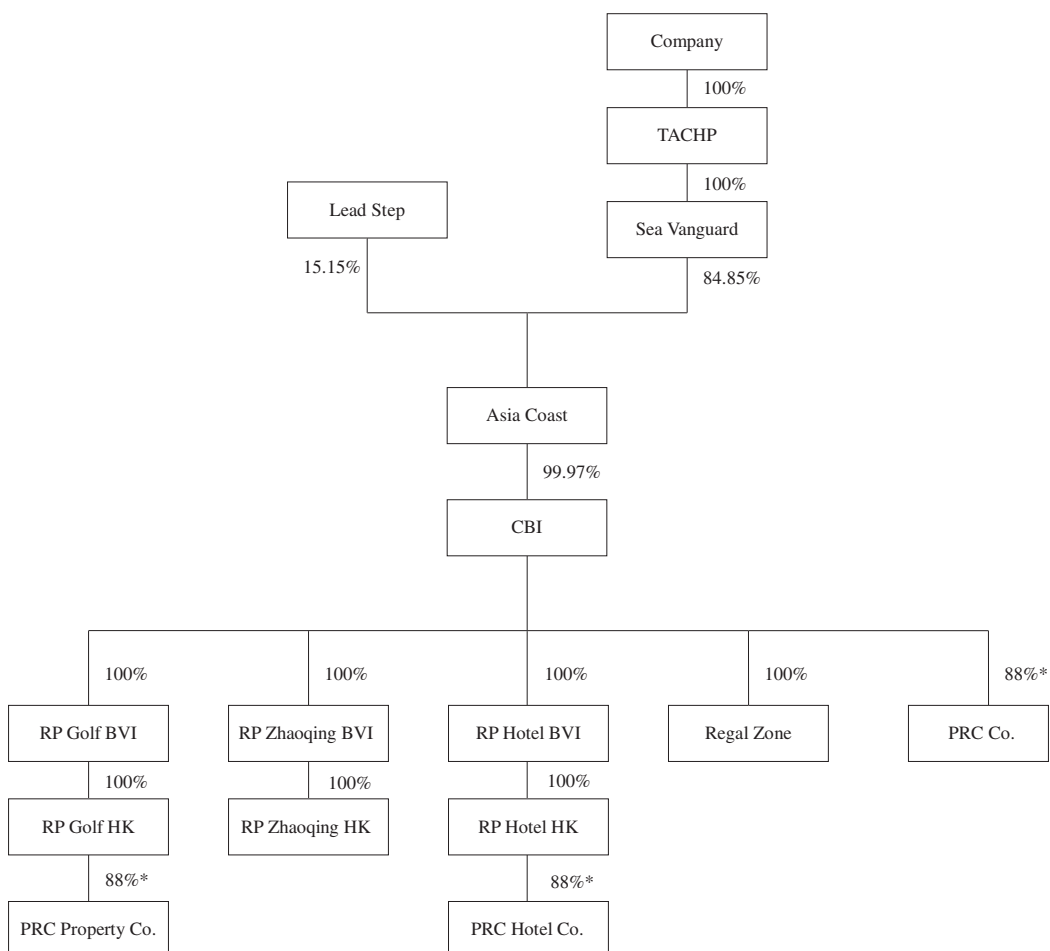 Company
100%
TACHP
100%
Lead Step
Sea Vanguard
15.15%
84.85%
Asia Coast
99.97%
CBI
100%
100%
100%
100%
88%*
RP Golf BVI
RP Zhaoqing BVI
RP Hotel BVI
Regal Zone
PRC Co.
100%
100%
100%
RP Golf HK
RP Zhaoqing HK
RP Hotel HK
88%*
88%*
PRC Property Co.
PRC Hotel Co.